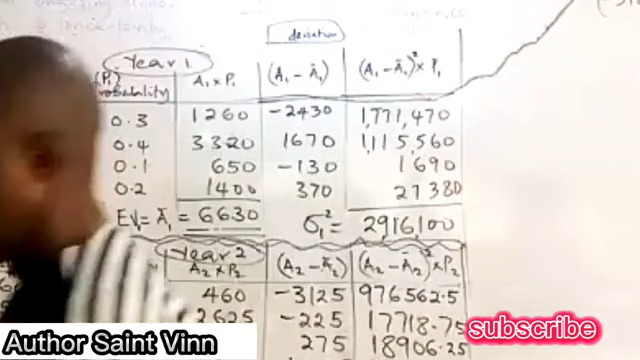 deviation
Year 1
(P₁) Probability A₁ × P₁ (A₁ − Ā₁) (A₁ − Ā₁)² × P₁
0.3 1260 −2430 1,771,470
0.4 3320 1670 1,115,560
0.1 650 −130 1690
0.2 1400 370 27380
EV₁ = Ā₁ = 6630 σ₁² = 2916,100
Year 2
A₂ × P₂ (A₂ − Ā₂) (A₂ − Ā₂)² × P₂
460 −3125 976562.5
2625 −225 17718.75
275 18906.25
Author Saint Vinn
subscribe